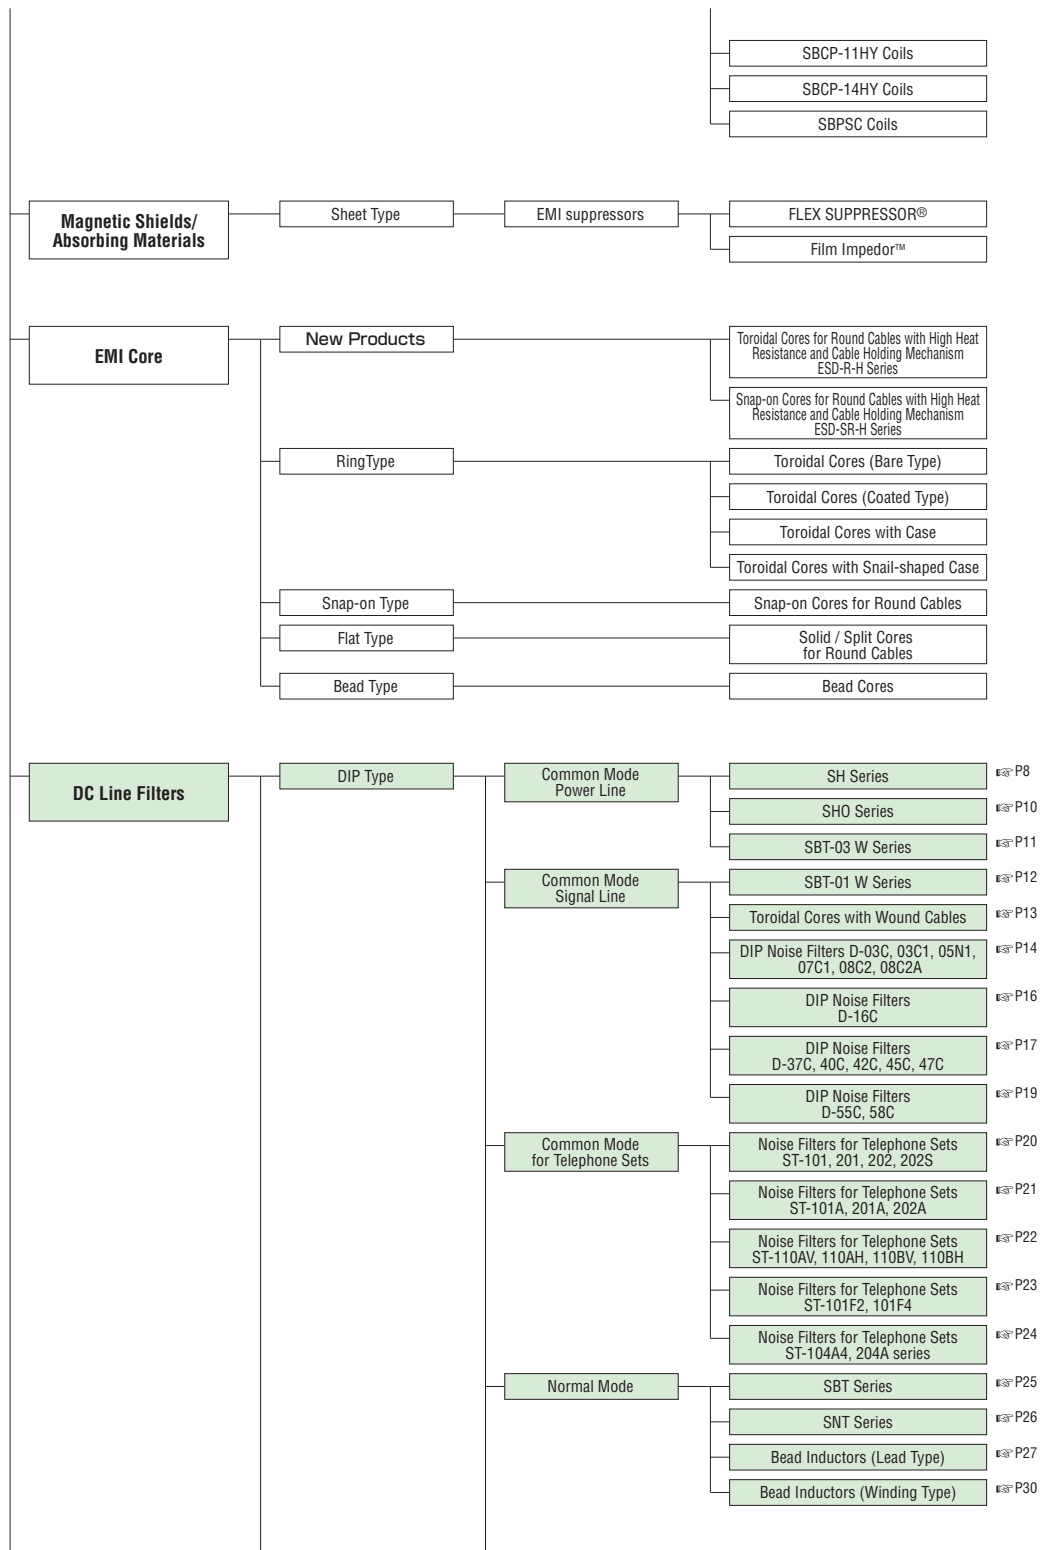 SBCP-11HY Coils
SBCP-14HY Coils
SBPSC Coils
Magnetic Shields/
Absorbing Materials
Sheet Type
EMI suppressors
FLEX SUPPRESSOR®
Film Impedor™
EMI Core
New Products
Toroidal Cores for Round Cables with High Heat
Resistance and Cable Holding Mechanism
ESD-R-H Series
Snap-on Cores for Round Cables with High Heat
Resistance and Cable Holding Mechanism
ESD-SR-H Series
RingType
Toroidal Cores (Bare Type)
Toroidal Cores (Coated Type)
Toroidal Cores with Case
Toroidal Cores with Snail-shaped Case
Snap-on Type
Snap-on Cores for Round Cables
Flat Type
Solid / Split Cores
for Round Cables
Bead Type
Bead Cores
DC Line Filters
DIP Type
Common Mode
Power Line
SH Series
☞P8
SHO Series
☞P10
SBT-03 W Series
☞P11
Common Mode
Signal Line
SBT-01 W Series
☞P12
Toroidal Cores with Wound Cables
☞P13
DIP Noise Filters D-03C, 03C1, 05N1,
07C1, 08C2, 08C2A
☞P14
DIP Noise Filters
D-16C
☞P16
DIP Noise Filters
D-37C, 40C, 42C, 45C, 47C
☞P17
DIP Noise Filters
D-55C, 58C
☞P19
Common Mode
for Telephone Sets
Noise Filters for Telephone Sets
ST-101, 201, 202, 202S
☞P20
Noise Filters for Telephone Sets
ST-101A, 201A, 202A
☞P21
Noise Filters for Telephone Sets
ST-110AV, 110AH, 110BV, 110BH
☞P22
Noise Filters for Telephone Sets
ST-101F2, 101F4
☞P23
Noise Filters for Telephone Sets
ST-104A4, 204A series
☞P24
Normal Mode
SBT Series
☞P25
SNT Series
☞P26
Bead Inductors (Lead Type)
☞P27
Bead Inductors (Winding Type)
☞P30